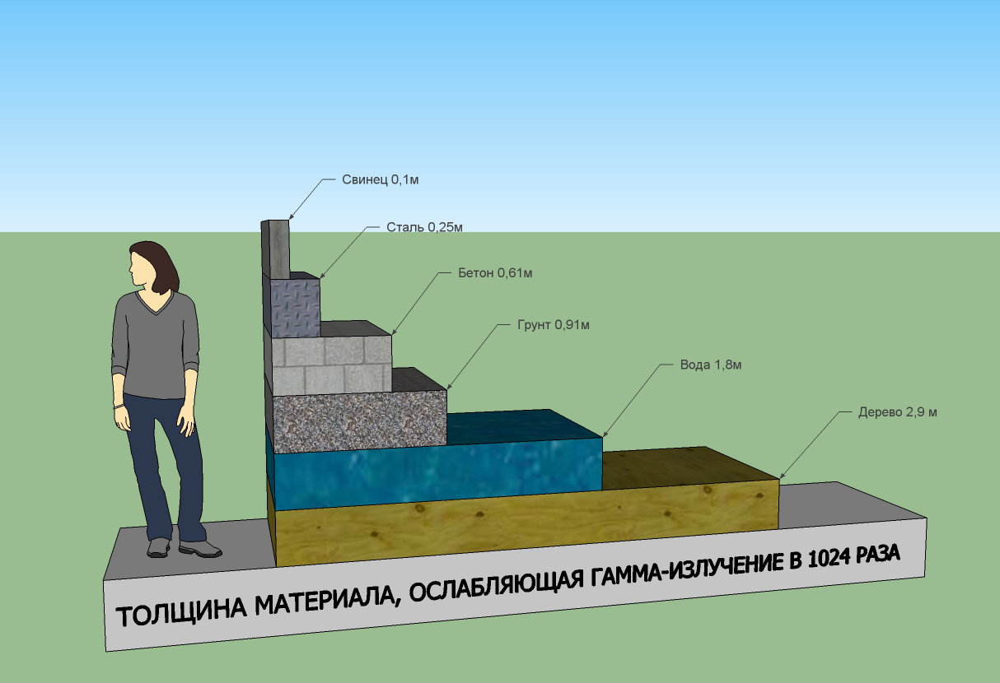 Свинец 0,1м
Сталь 0,25м
Бетон 0,61м
Грунт 0,91м
Вода 1,8м
Дерево 2,9 м
ТОЛЩИНА МАТЕРИАЛА, ОСЛАБЛЯЮЩАЯ ГАММА-ИЗЛУЧЕНИЕ В 1024 РАЗА